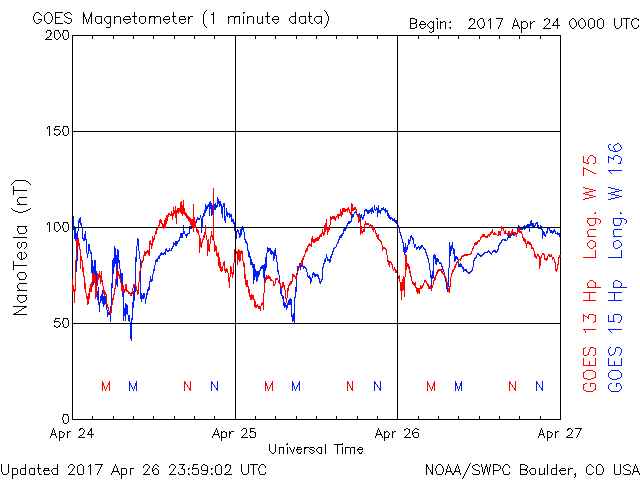 GOES Magnetometer (1 minute data)
Begin: 2017 Apr 24 0000 UTC
200
150
100
50
0
NanoTesla (nT)
M M N N M M N N M M N N
Apr 24 Apr 25 Apr 26 Apr 27
Universal Time
GOES 13 Hp Long. W 75
GOES 15 Hp Long. W 136
Updated 2017 Apr 26 23:59:02 UTC
NOAA/SWPC Boulder, CO USA